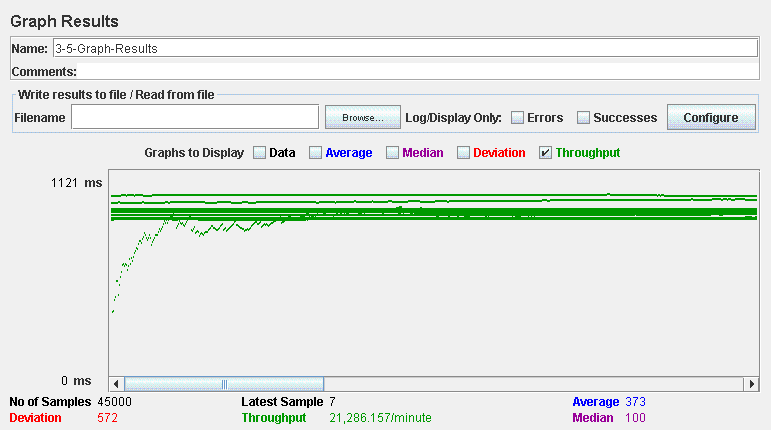 Graph Results
Name: 3-5-Graph-Results
Comments:
Write results to file / Read from file
Filename Browse... Log/Display Only: Errors Successes Configure
Graphs to Display Data Average Median Deviation Throughput
1121 ms
0 ms
No of Samples 45000 Latest Sample 7 Average 373
Deviation 572 Throughput 21,286.157/minute Median 100